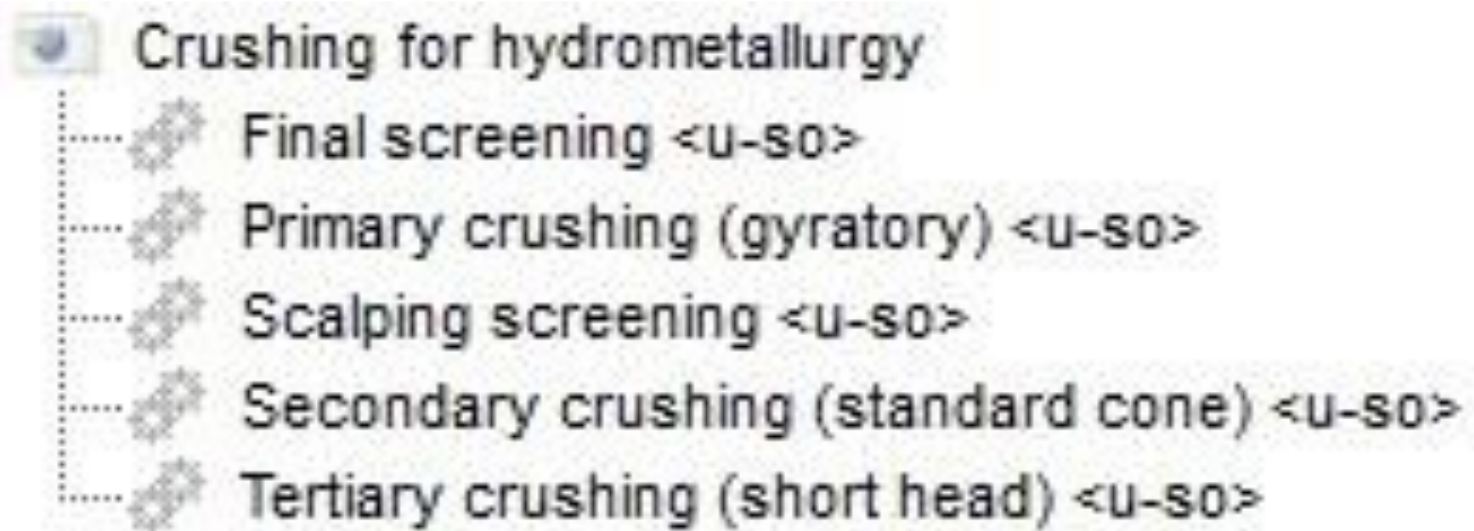 Crushing for hydrometallurgy
Final screening <u-so>
Primary crushing (gyratory) <u-so>
Scalping screening <u-so>
Secondary crushing (standard cone) <u-so>
Tertiary crushing (short head) <u-so>